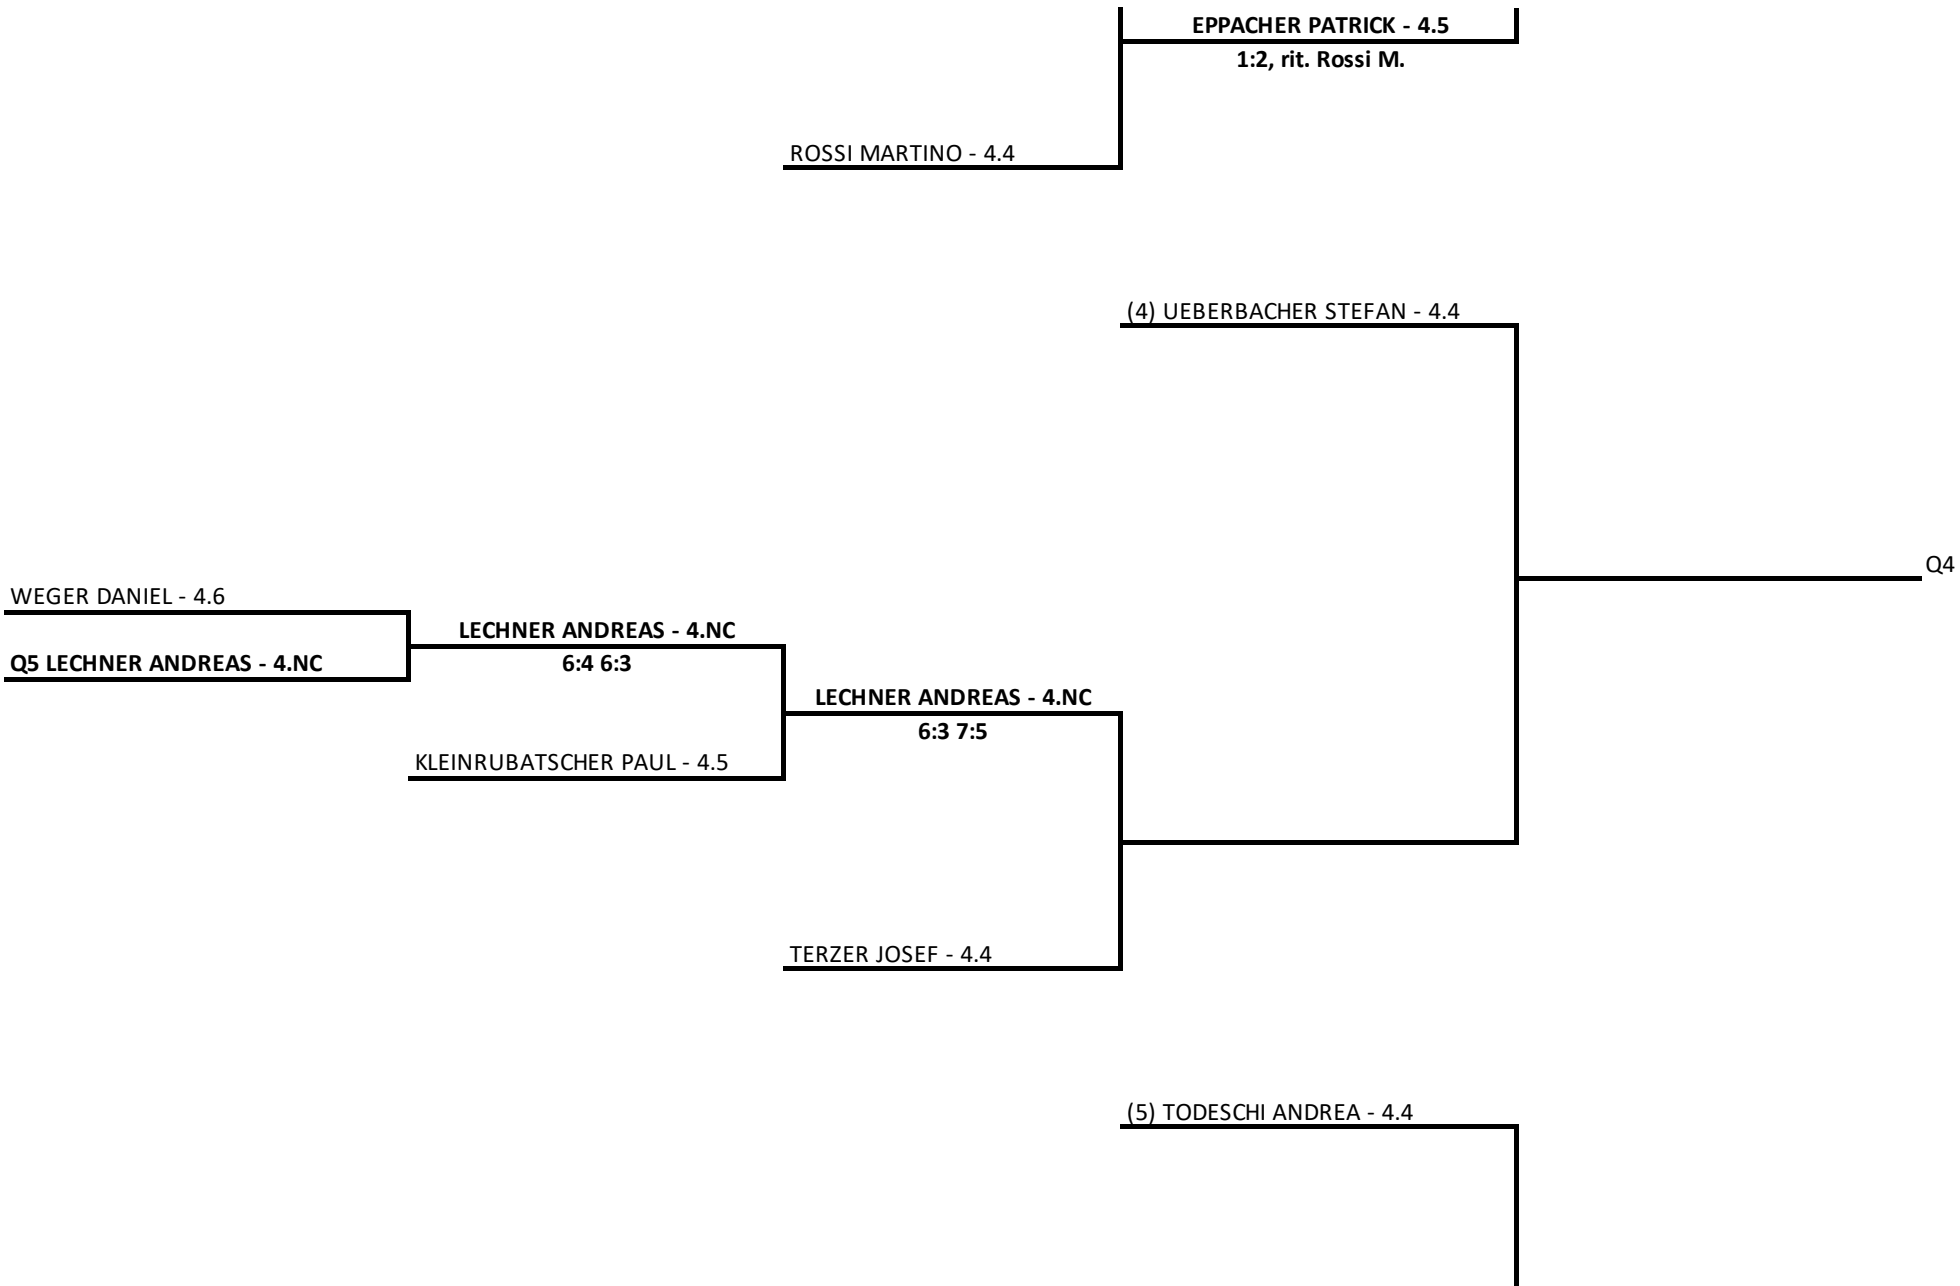 EPPACHER PATRICK - 4.5
1:2, rit. Rossi M.
ROSSI MARTINO - 4.4
(4) UEBERBACHER STEFAN - 4.4
Q4
WEGER DANIEL - 4.6
LECHNER ANDREAS - 4.NC
Q5 LECHNER ANDREAS - 4.NC
6:4 6:3
LECHNER ANDREAS - 4.NC
6:3 7:5
KLEINRUBATSCHER PAUL - 4.5
TERZER JOSEF - 4.4
(5) TODESCHI ANDREA - 4.4